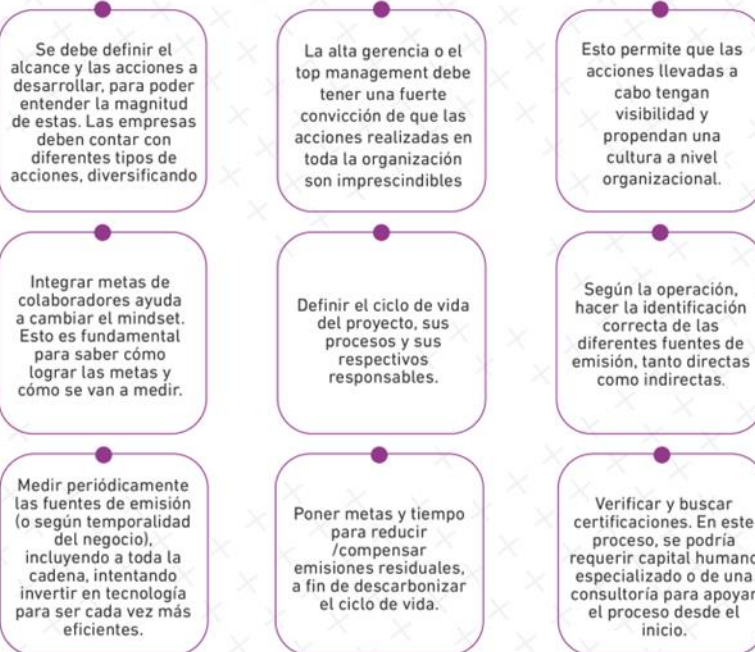 Se debe definir el
alcance y las acciones a
desarrollar, para poder
entender la magnitud
de estas. Las empresas
deben contar con
diferentes tipos de
acciones, diversificando
La alta gerencia o el
top management debe
tener una fuerte
convicción de que las
acciones realizadas en
toda la organización
son imprescindibles
Esto permite que las
acciones llevadas a
cabo tengan
visibilidad y
propendan una
cultura a nivel
organizacional.
Integrar metas de
colaboradores ayuda
a cambiar el mindset.
Esto es fundamental
para saber cómo
lograr las metas y
cómo se van a medir.
Definir el ciclo de vida
del proyecto, sus
procesos y sus
respectivos
responsables.
Según la operación,
hacer la identificación
correcta de las
diferentes fuentes de
emisión, tanto directas
como indirectas.
Medir periódicamente
las fuentes de emisión
(o según temporalidad
del negocio),
incluyendo a toda la
cadena, intentando
invertir en tecnología
para ser cada vez más
eficientes.
Poner metas y tiempo
para reducir
/compensar
emisiones residuales,
a fin de descarbonizar
el ciclo de vida.
Verificar y buscar
certificaciones. En este
proceso, se podría
requerir capital humano
especializado o de una
consultoría para apoyar
el proceso desde el
inicio.